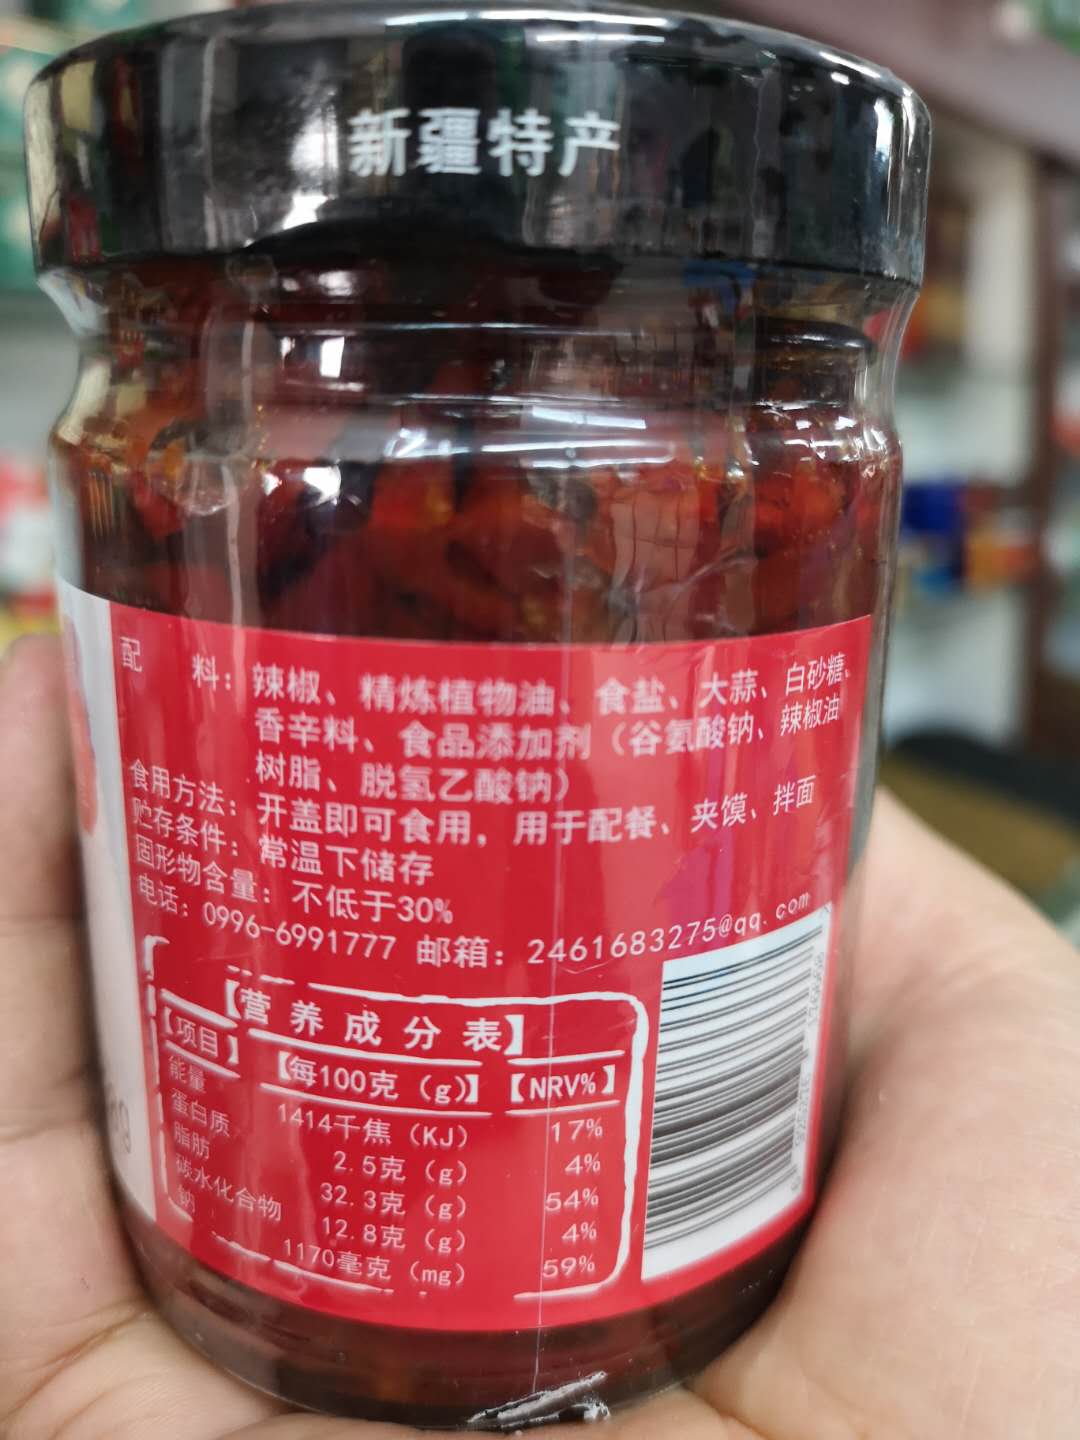 新疆特产
配 料：辣椒、精炼植物油、食盐、大蒜、白砂糖、
香辛料、食品添加剂（谷氨酸钠、辣椒油
树脂、脱氢乙酸钠）
食用方法：开盖即可食用，用于配餐、夹馍、拌面
贮存条件：常温下储存
固形物含量：不低于30%
电话：0996-6991777 邮箱：2461683275@qq.com
【营养成分表】
【项目】 【每100克（g）】 【NRV%】
能量 1414千焦（KJ） 17%
蛋白质 2.5克（g） 4%
脂肪 32.3克（g） 54%
碳水化合物 12.8克（g） 4%
钠 1170毫克（mg） 59%